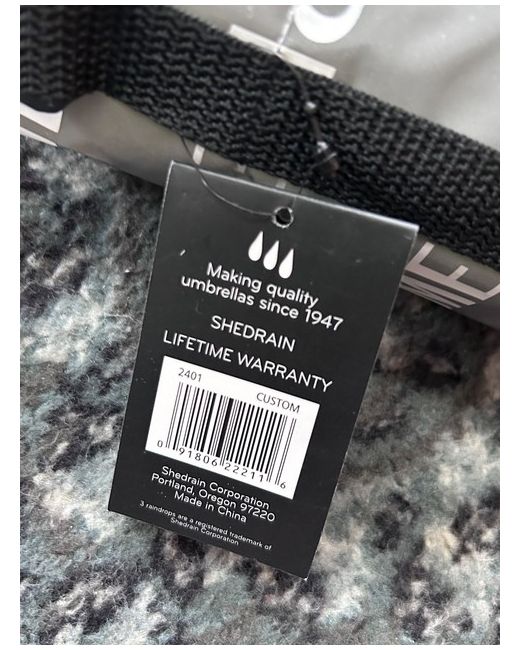 Making quality
umbrellas since 1947
SHEDRAIN
LIFETIME WARRANTY
2401 CUSTOM
0 91806 22211 6
Shedrain Corporation
Portland, Oregon 97220
Made in China
3 raindrops are a registered trademark of
Shedrain Corporation